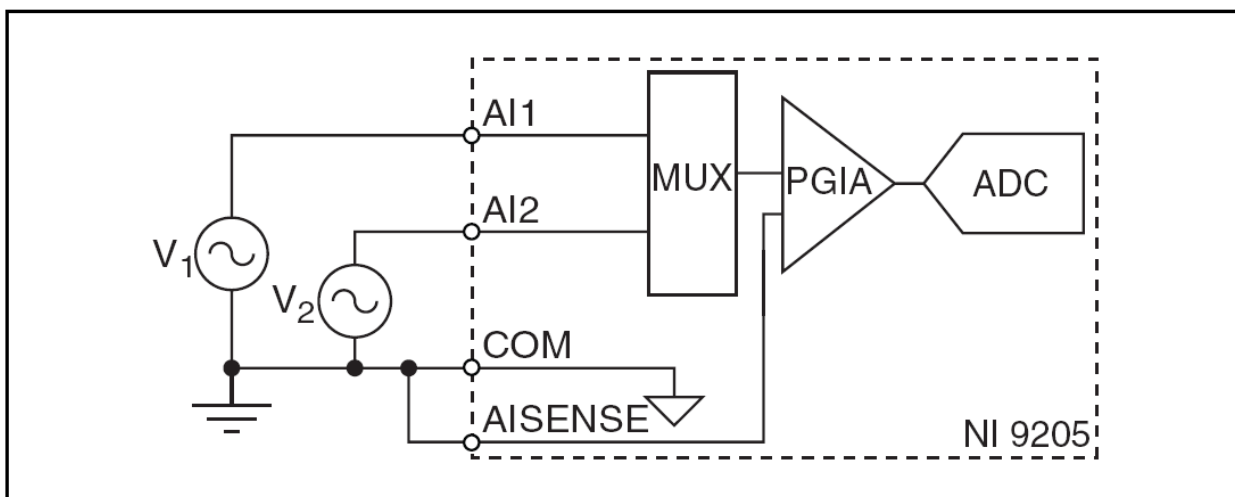 AI1
MUX
PGIA
ADC
AI2
V1
V2
COM
AISENSE
NI 9205